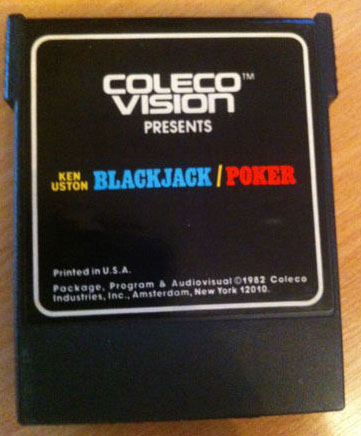 COLECO™
VISION
PRESENTS
KEN
USTON BLACKJACK / POKER
Printed in U.S.A.
Package, Program & Audiovisual ©1982 Coleco
Industries, Inc., Amsterdam, New York 12010.